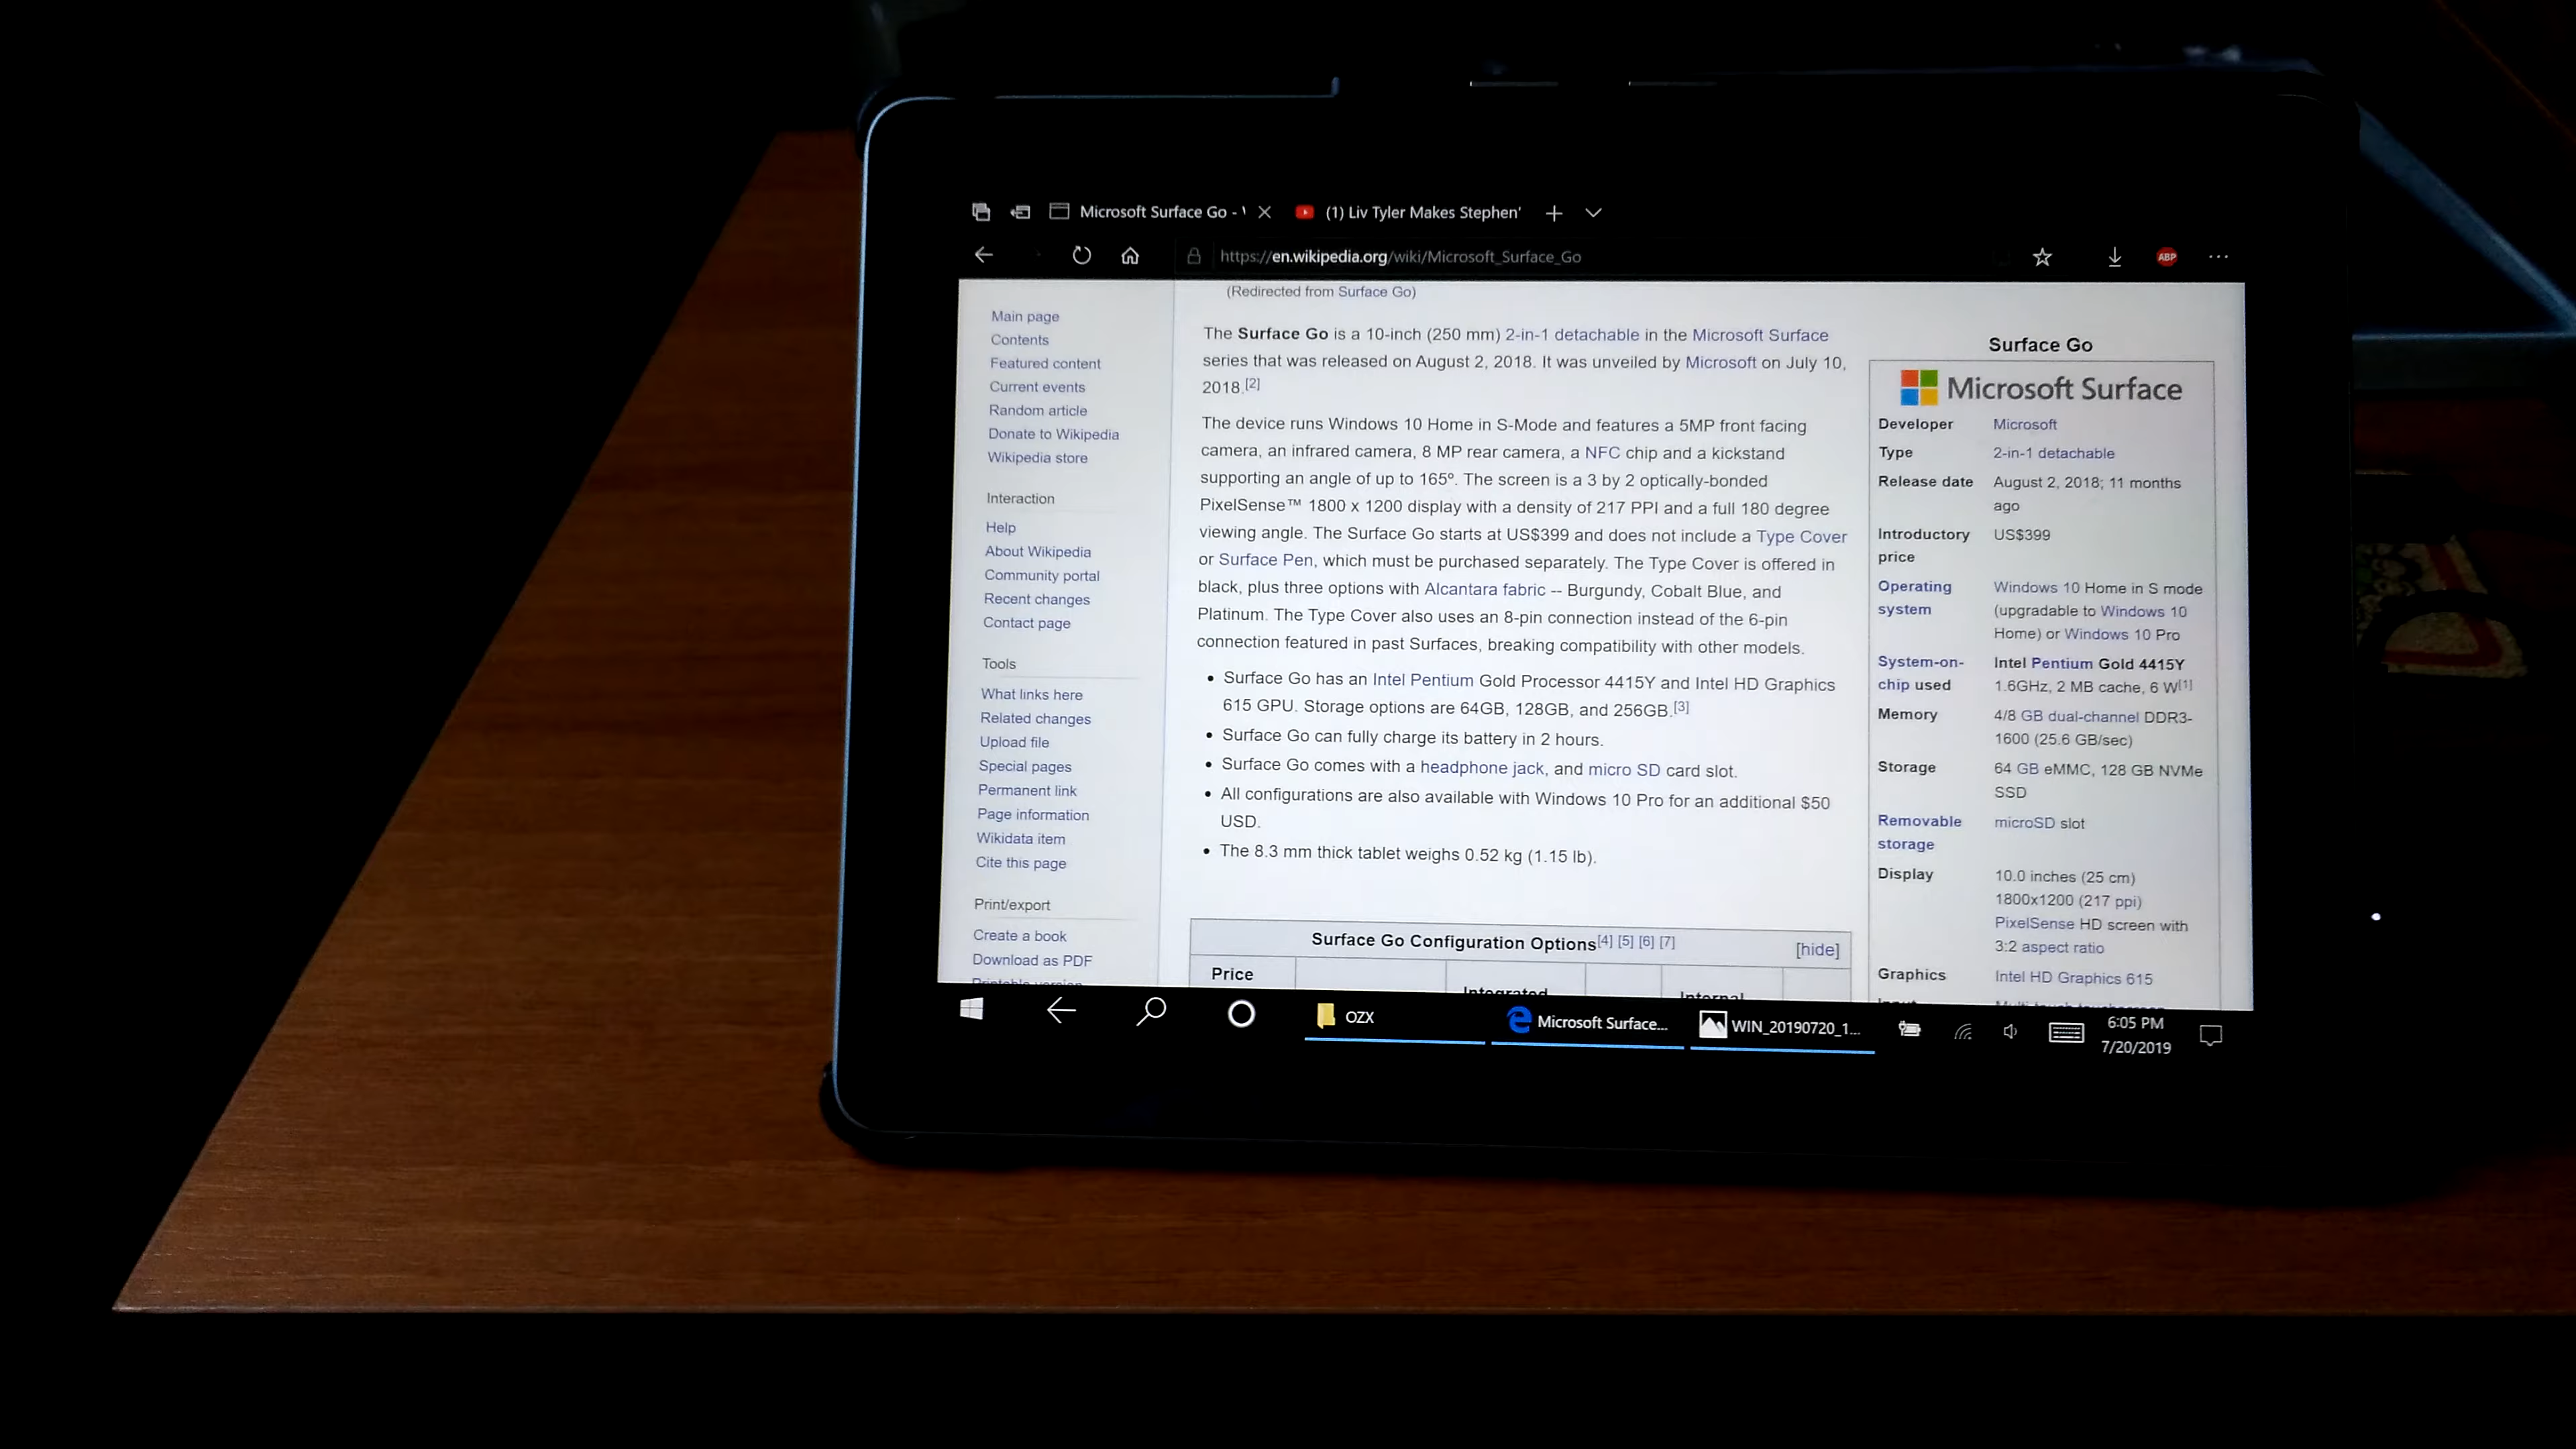 Microsoft Surface Go -
(1) Liv Tyler Makes Stephen'
https://en.wikipedia.org/wiki/Microsoft_Surface_Go
ABP
(Redirected from Surface Go)
Main page
Contents
Featured content
Current events
Random article
Donate to Wikipedia
Wikipedia store
Interaction
Help
About Wikipedia
Community portal
Recent changes
Contact page
Tools
What links here
Related changes
Upload file
Special pages
Permanent link
Page information
Wikidata item
Cite this page
Print/export
Create a book
Download as PDF
Printable version
The Surface Go is a 10-inch (250 mm) 2-in-1 detachable in the Microsoft Surface
series that was released on August 2, 2018. It was unveiled by Microsoft on July 10,
2018.[2]
The device runs Windows 10 Home in S-Mode and features a 5MP front facing
camera, an infrared camera, 8 MP rear camera, a NFC chip and a kickstand
supporting an angle of up to 165º. The screen is a 3 by 2 optically-bonded
PixelSense™ 1800 x 1200 display with a density of 217 PPI and a full 180 degree
viewing angle. The Surface Go starts at US$399 and does not include a Type Cover
or Surface Pen, which must be purchased separately. The Type Cover is offered in
black, plus three options with Alcantara fabric -- Burgundy, Cobalt Blue, and
Platinum. The Type Cover also uses an 8-pin connection instead of the 6-pin
connection featured in past Surfaces, breaking compatibility with other models.
• Surface Go has an Intel Pentium Gold Processor 4415Y and Intel HD Graphics
615 GPU. Storage options are 64GB, 128GB, and 256GB.[3]
• Surface Go can fully charge its battery in 2 hours.
• Surface Go comes with a headphone jack, and micro SD card slot.
• All configurations are also available with Windows 10 Pro for an additional $50
USD.
• The 8.3 mm thick tablet weighs 0.52 kg (1.15 lb).
Surface Go Configuration Options[4] [5] [6] [7] [hide]
Price
Integrated
Internal
Surface Go
Microsoft Surface
Developer Microsoft
Type 2-in-1 detachable
Release date August 2, 2018; 11 months
ago
Introductory US$399
price
Operating Windows 10 Home in S mode
system (upgradable to Windows 10
Home) or Windows 10 Pro
System-on- Intel Pentium Gold 4415Y
chip used 1.6GHz, 2 MB cache, 6 W[1]
Memory 4/8 GB dual-channel DDR3-
1600 (25.6 GB/sec)
Storage 64 GB eMMC, 128 GB NVMe
SSD
Removable microSD slot
storage
Display 10.0 inches (25 cm)
1800x1200 (217 ppi)
PixelSense HD screen with
3:2 aspect ratio
Graphics Intel HD Graphics 615
Input
OZX
Microsoft Surface...
WIN_20190720_1...
6:05 PM
7/20/2019